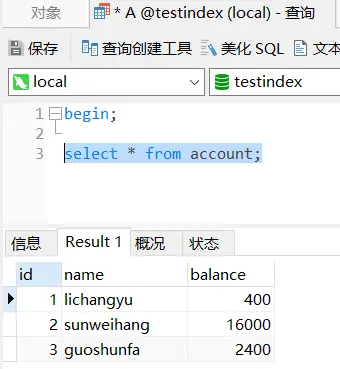 对象 * A @testindex (local) - 查询
保存 查询创建工具 美化 SQL 文本
local testindex
1 begin;
2
3 select * from account;
信息 Result 1 概况 状态
id name balance
1 lichangyu 400
2 sunweihang 16000
3 guoshunfa 2400